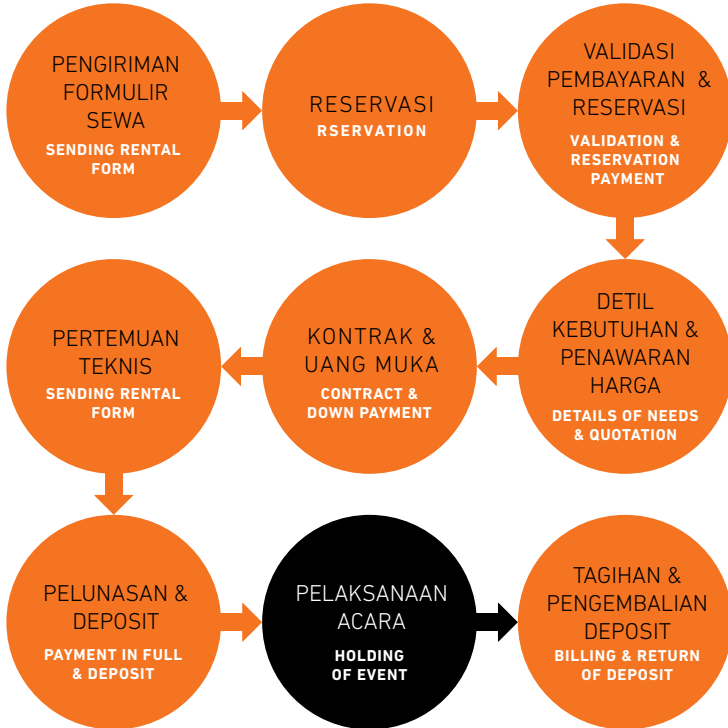 PENGIRIMAN
FORMULIR
SEWA
SENDING RENTAL
FORM
RESERVASI
RSERVATION
VALIDASI
PEMBAYARAN &
RESERVASI
VALIDATION &
RESERVATION
PAYMENT
DETIL
KEBUTUHAN &
PENAWARAN
HARGA
DETAILS OF NEEDS
& QUOTATION
KONTRAK &
UANG MUKA
CONTRACT &
DOWN PAYMENT
PERTEMUAN
TEKNIS
SENDING RENTAL
FORM
PELUNASAN &
DEPOSIT
PAYMENT IN FULL
& DEPOSIT
PELAKSANAAN
ACARA
HOLDING
OF EVENT
TAGIHAN &
PENGEMBALIAN
DEPOSIT
BILLING & RETURN
OF DEPOSIT